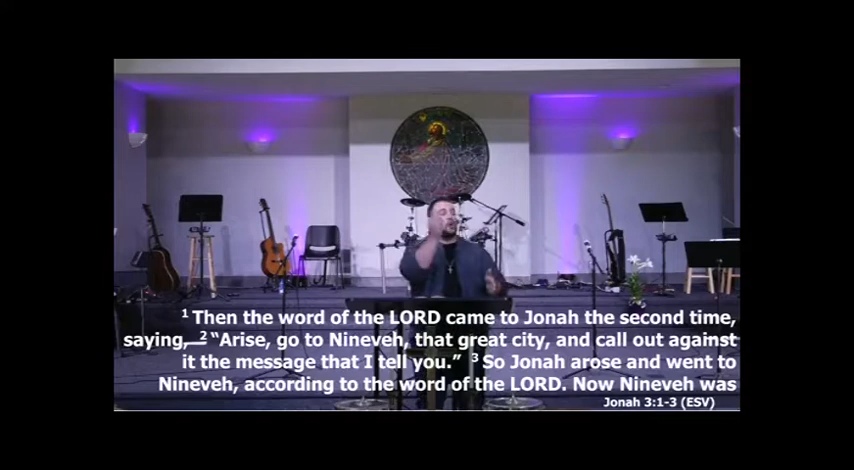 1 Then the word of the LORD came to Jonah the second time,
saying, 2 “Arise, go to Nineveh, that great city, and call out against
it the message that I tell you.” 3 So Jonah arose and went to
Nineveh, according to the word of the LORD. Now Nineveh was
Jonah 3:1-3 (ESV)